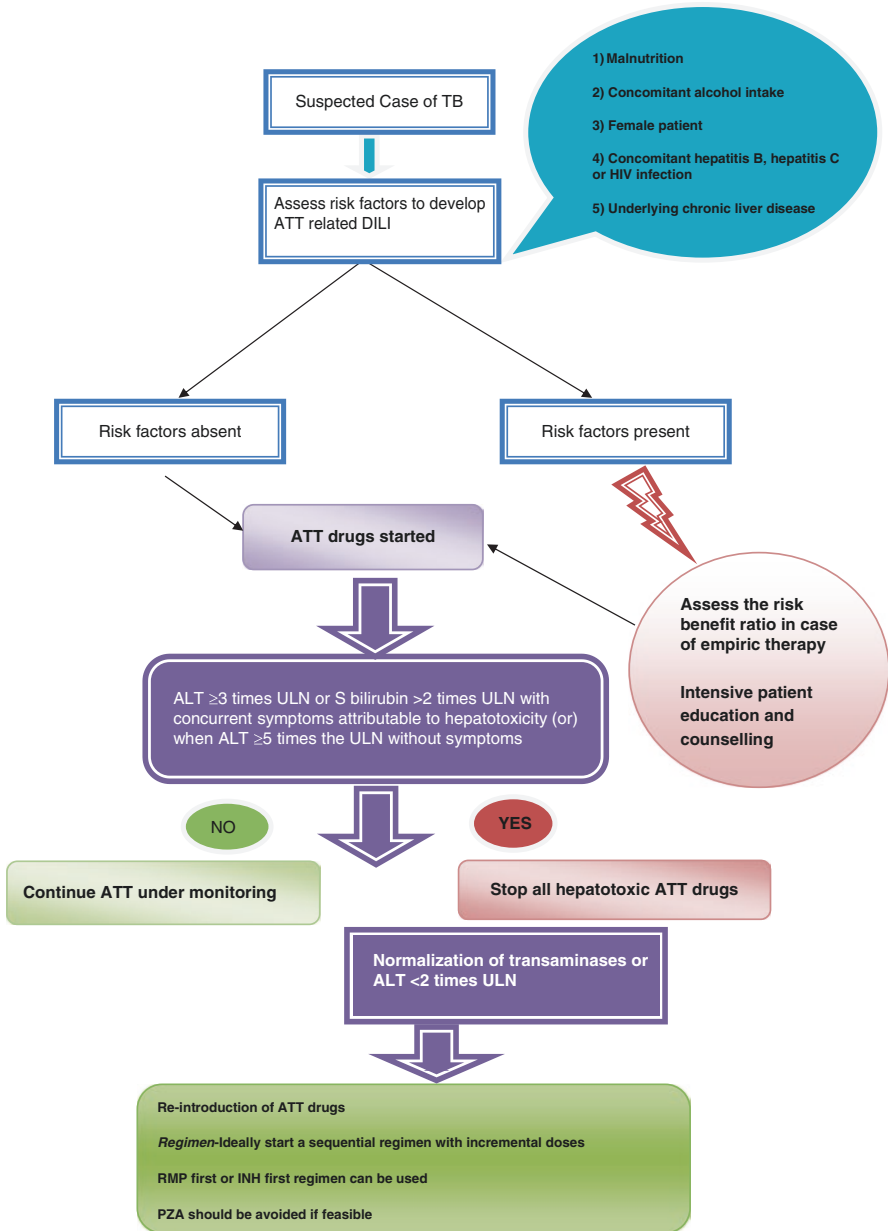 Suspected Case of TB
1) Malnutrition
2) Concomitant alcohol intake
3) Female patient
4) Concomitant hepatitis B, hepatitis C
or HIV infection
5) Underlying chronic liver disease
Assess risk factors to develop
ATT related DILI
Risk factors absent
Risk factors present
ATT drugs started
Assess the risk
benefit ratio in case
of empiric therapy
Intensive patient
education and
counselling
ALT ≥3 times ULN or S bilirubin >2 times ULN with
concurrent symptoms attributable to hepatotoxicity (or)
when ALT ≥5 times the ULN without symptoms
NO
YES
Continue ATT under monitoring
Stop all hepatotoxic ATT drugs
Normalization of transaminases or
ALT <2 times ULN
Re-introduction of ATT drugs
Regimen-Ideally start a sequential regimen with incremental doses
RMP first or INH first regimen can be used
PZA should be avoided if feasible